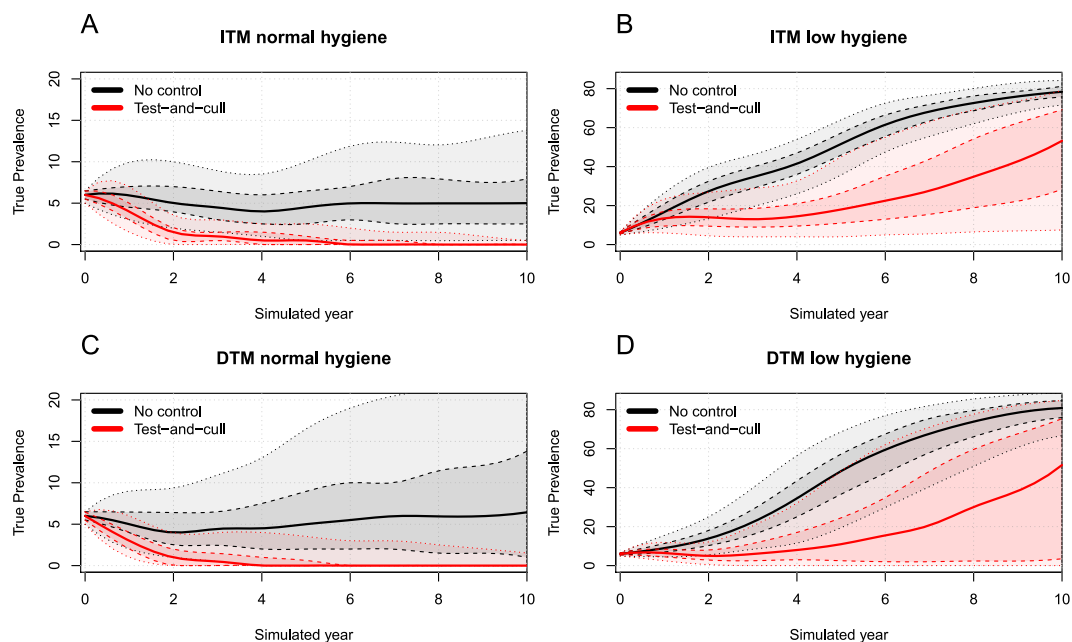 A
ITM normal hygiene
No control
Test−and−cull
True Prevalence
20
15
10
5
0
0 2 4 6 8 10
Simulated year
B
ITM low hygiene
No control
Test−and−cull
True Prevalence
80
60
40
20
0
0 2 4 6 8 10
Simulated year
C
DTM normal hygiene
No control
Test−and−cull
True Prevalence
20
15
10
5
0
0 2 4 6 8 10
Simulated year
D
DTM low hygiene
No control
Test−and−cull
True Prevalence
80
60
40
20
0
0 2 4 6 8 10
Simulated year